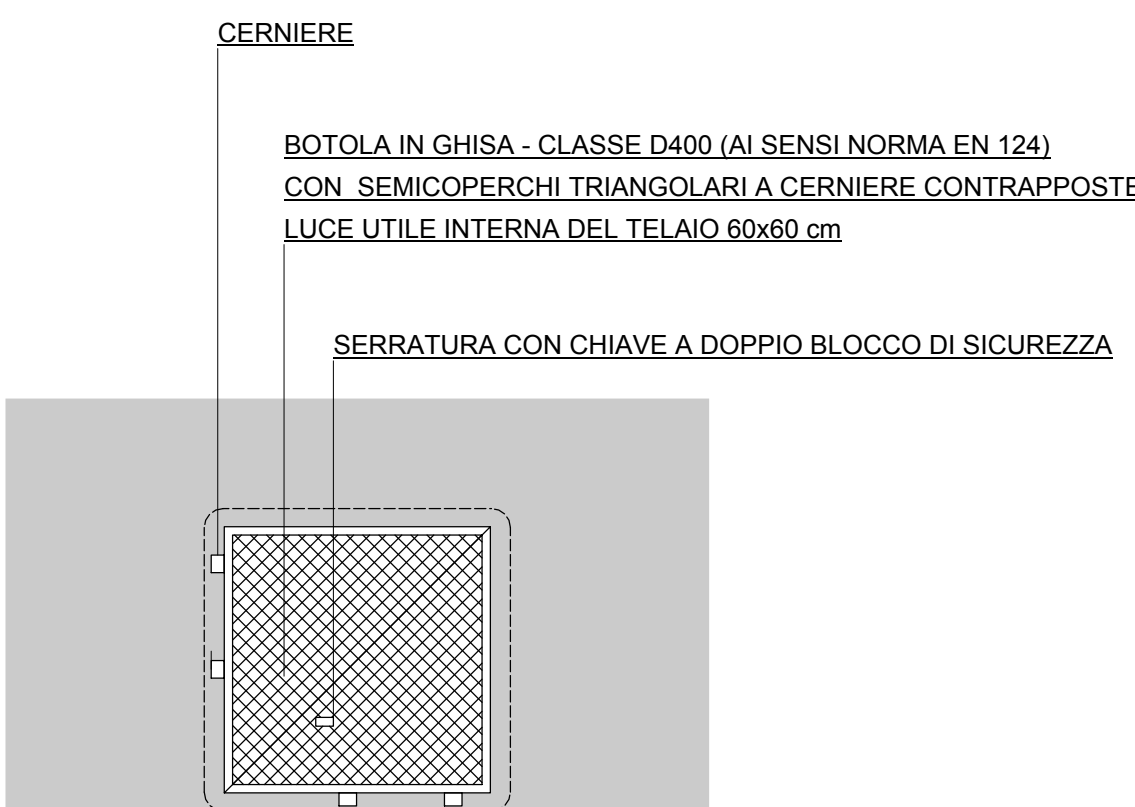 CERNIERE
BOTOLA IN GHISA - CLASSE D400 (AI SENSI NORMA EN 124)
CON SEMICOPERCHI TRIANGOLARI A CERNIERE CONTRAPPOSTE
LUCE UTILE INTERNA DEL TELAIO 60x60 cm
SERRATURA CON CHIAVE A DOPPIO BLOCCO DI SICUREZZA